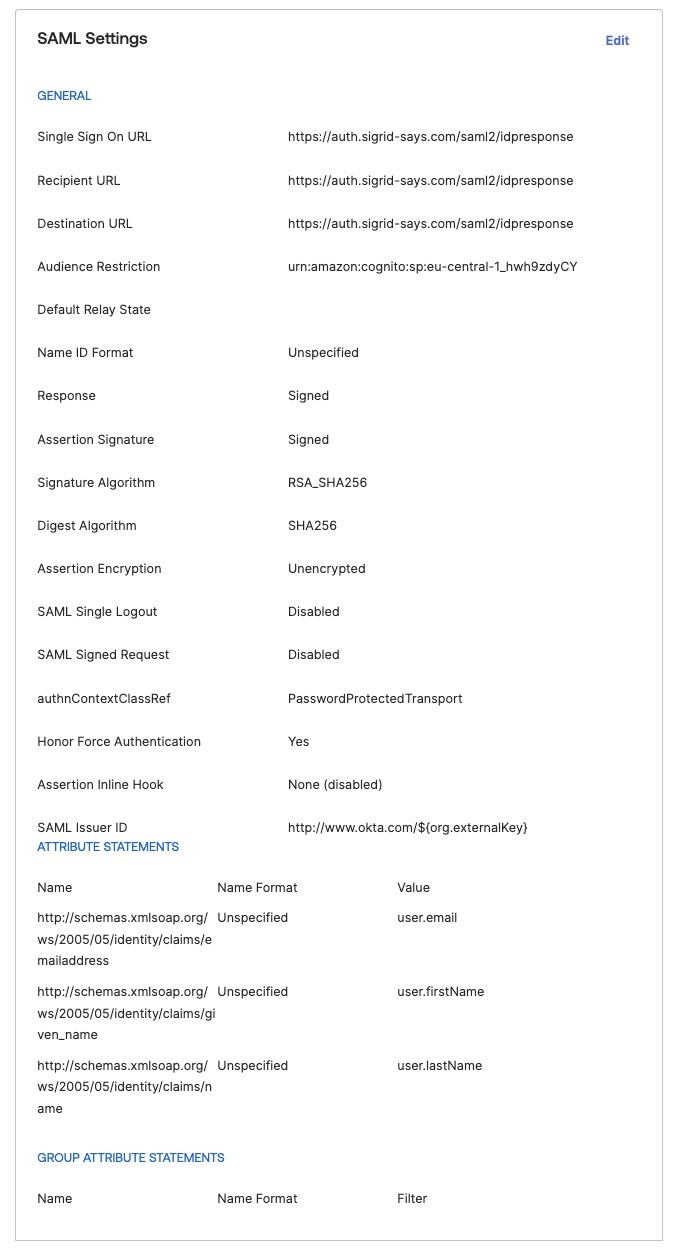 SAML Settings
Edit
GENERAL
Single Sign On URL https://auth.sigrid-says.com/saml2/idpresponse
Recipient URL https://auth.sigrid-says.com/saml2/idpresponse
Destination URL https://auth.sigrid-says.com/saml2/idpresponse
Audience Restriction urn:amazon:cognito:sp:eu-central-1_hwh9zdyCY
Default Relay State
Name ID Format Unspecified
Response Signed
Assertion Signature Signed
Signature Algorithm RSA_SHA256
Digest Algorithm SHA256
Assertion Encryption Unencrypted
SAML Single Logout Disabled
SAML Signed Request Disabled
authnContextClassRef PasswordProtectedTransport
Honor Force Authentication Yes
Assertion Inline Hook None (disabled)
SAML Issuer ID http://www.okta.com/${org.externalKey}
ATTRIBUTE STATEMENTS
Name Name Format Value
http://schemas.xmlsoap.org/ Unspecified user.email
ws/2005/05/identity/claims/e
mailaddress
http://schemas.xmlsoap.org/ Unspecified user.firstName
ws/2005/05/identity/claims/gi
ven_name
http://schemas.xmlsoap.org/ Unspecified user.lastName
ws/2005/05/identity/claims/n
ame
GROUP ATTRIBUTE STATEMENTS
Name Name Format Filter